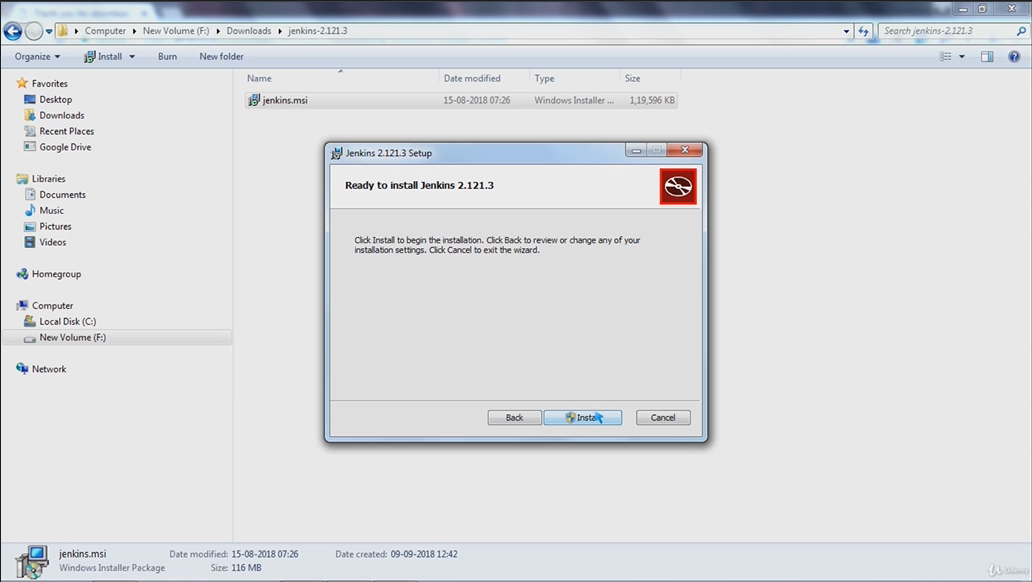 Computer New Volume (F:) Downloads jenkins-2.121.3
Search jenkins-2.121.3
Organize Install Burn New folder
Favorites
Desktop
Downloads
Recent Places
Google Drive
Libraries
Documents
Music
Pictures
Videos
Homegroup
Computer
Local Disk (C:)
New Volume (F:)
Network
Name Date modified Type Size
jenkins.msi 15-08-2018 07:26 Windows Installer ... 1,19,596 KB
Jenkins 2.121.3 Setup
Ready to install Jenkins 2.121.3
Click Install to begin the installation. Click Back to review or change any of your
installation settings. Click Cancel to exit the wizard.
Back Install Cancel
jenkins.msi Date modified: 15-08-2018 07:26 Date created: 09-09-2018 12:42
Windows Installer Package Size: 116 MB
Udemy